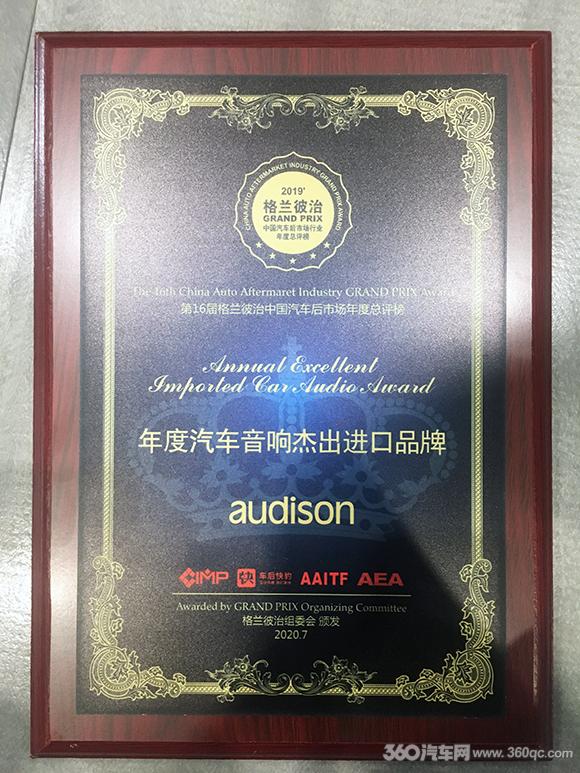 CHINA AUTO AFTERMARKET INDUSTRY GRAND PRIX AWARD
2019'
格兰彼治
GRAND PRIX
中国汽车后市场行业
年度总评榜
The 16th China Auto Aftermaret Industry GRAND PRIX Award
第16届格兰彼治中国汽车后市场年度总评榜
Annual Excellent
Imported Car Audio Award
年度汽车音响杰出进口品牌
audison
CIMP 快 车后快约 AAITF AEA
Awarded by GRAND PRIX Organizing Committee
格兰彼治组委会 颁发
2020.7
360汽车网 www.360qc.com